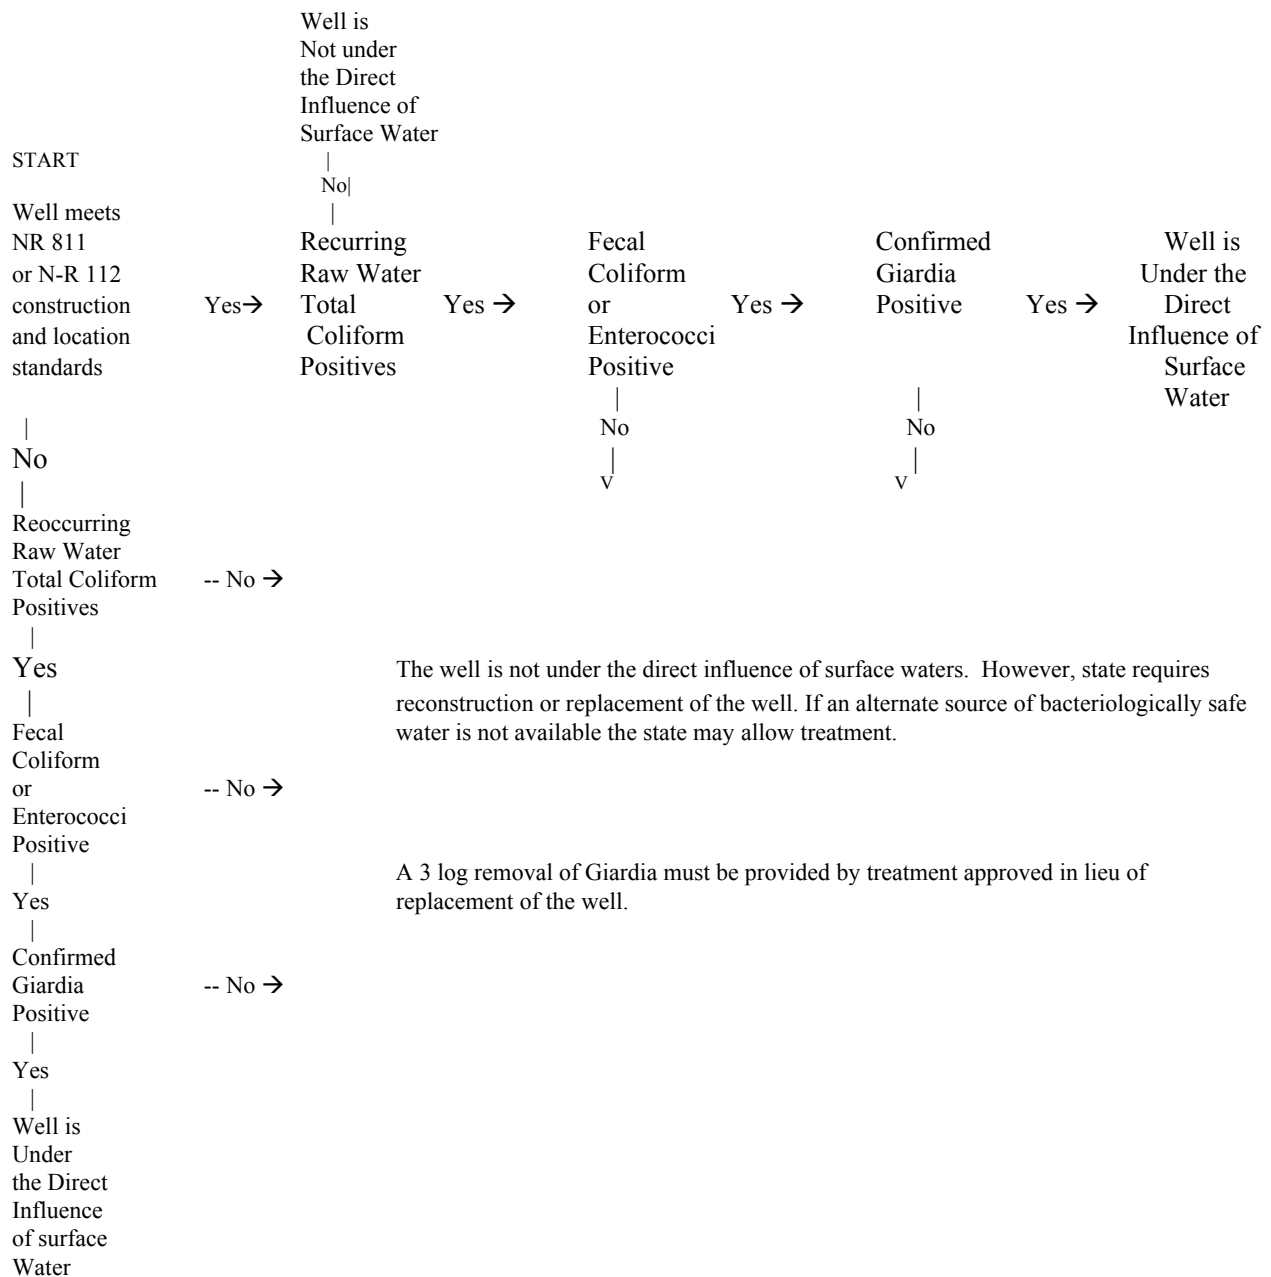 Well is
Not under
the Direct
Influence of
Surface Water
START
|
No|
|
Well meets
NR 811
or N-R 112
construction
and location
standards
Yes→
Recurring
Raw Water
Total
Coliform
Positives
Yes →
Fecal
Coliform
or
Enterococci
Positive
Yes →
Confirmed
Giardia
Positive
Yes →
Well is
Under the
Direct
Influence of
Surface
Water
|
No
|
V
|
No
|
V
|
No
|
Reoccurring
Raw Water
Total Coliform -- No →
Positives
|
Yes
|
Fecal
Coliform
or -- No →
Enterococci
Positive
|
Yes
|
The well is not under the direct influence of surface waters. However, state requires
reconstruction or replacement of the well. If an alternate source of bacteriologically safe
water is not available the state may allow treatment.
A 3 log removal of Giardia must be provided by treatment approved in lieu of
replacement of the well.
Confirmed
Giardia -- No →
Positive
|
Yes
|
Well is
Under
the Direct
Influence
of surface
Water